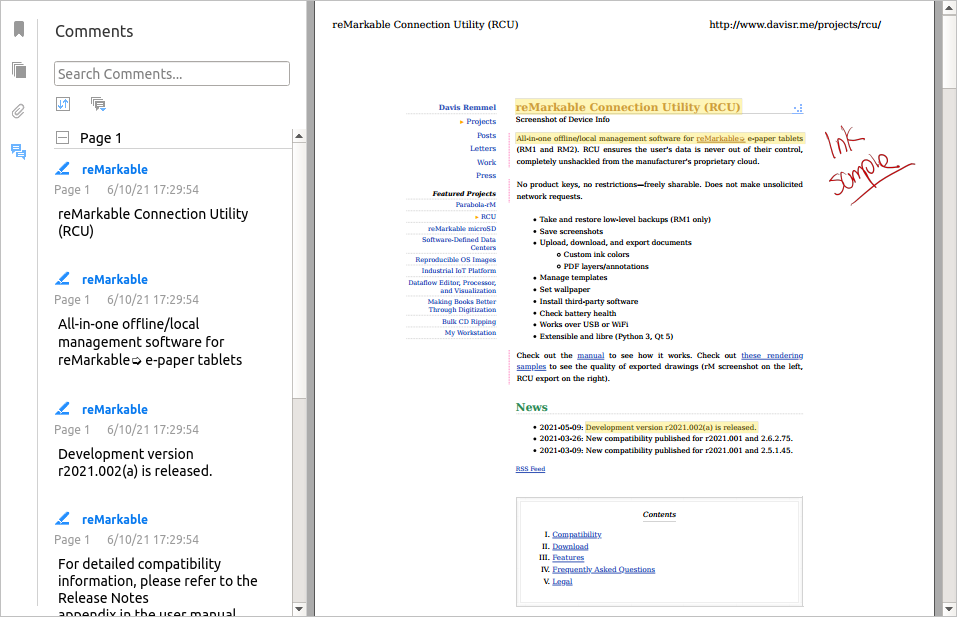 Comments
Search Comments...
Page 1
reMarkable
Page 1 6/10/21 17:29:54
reMarkable Connection Utility
(RCU)
reMarkable
Page 1 6/10/21 17:29:54
All-in-one offline/local
management software for
reMarkable➭ e-paper tablets
reMarkable
Page 1 6/10/21 17:29:54
Development version
r2021.002(a) is released.
reMarkable
Page 1 6/10/21 17:29:54
For detailed compatibility
information, please refer to the
Release Notes
appendix in the user manual
reMarkable Connection Utility (RCU) http://www.davisr.me/projects/rcu/
Davis Remmel
▸ Projects
Posts
Letters
Work
Press
Featured Projects
Parabola-rM
▸ RCU
reMarkable microSD
Software-Defined Data
Centers
Reproducible OS Images
Industrial IoT Platform
Dataflow Editor, Processor,
and Visualization
Making Books Better
Through Digitization
Bulk CD Ripping
My Workstation
reMarkable Connection Utility (RCU)
Screenshot of Device Info
All-in-one offline/local management software for reMarkable➭ e-paper tablets
(RM1 and RM2). RCU ensures the user's data is never out of their control,
completely unshackled from the manufacturer's proprietary cloud.
No product keys, no restrictions—freely sharable. Does not make unsolicited
network requests.
• Take and restore low-level backups (RM1 only)
• Save screenshots
• Upload, download, and export documents
◦ Custom ink colors
◦ PDF layers/annotations
• Manage templates
• Set wallpaper
• Install third-party software
• Check battery health
• Works over USB or WiFi
• Extensible and libre (Python 3, Qt 5)
Check out the manual to see how it works. Check out these rendering
samples to see the quality of exported drawings (rM screenshot on the left,
RCU export on the right).
News
• 2021-05-09: Development version r2021.002(a) is released.
• 2021-03-26: New compatibility published for r2021.001 and 2.6.2.75.
• 2021-03-09: New compatibility published for r2021.001 and 2.5.1.45.
RSS Feed
Contents
I. Compatibility
II. Download
III. Features
IV. Frequently Asked Questions
V. Legal
Ink
sample